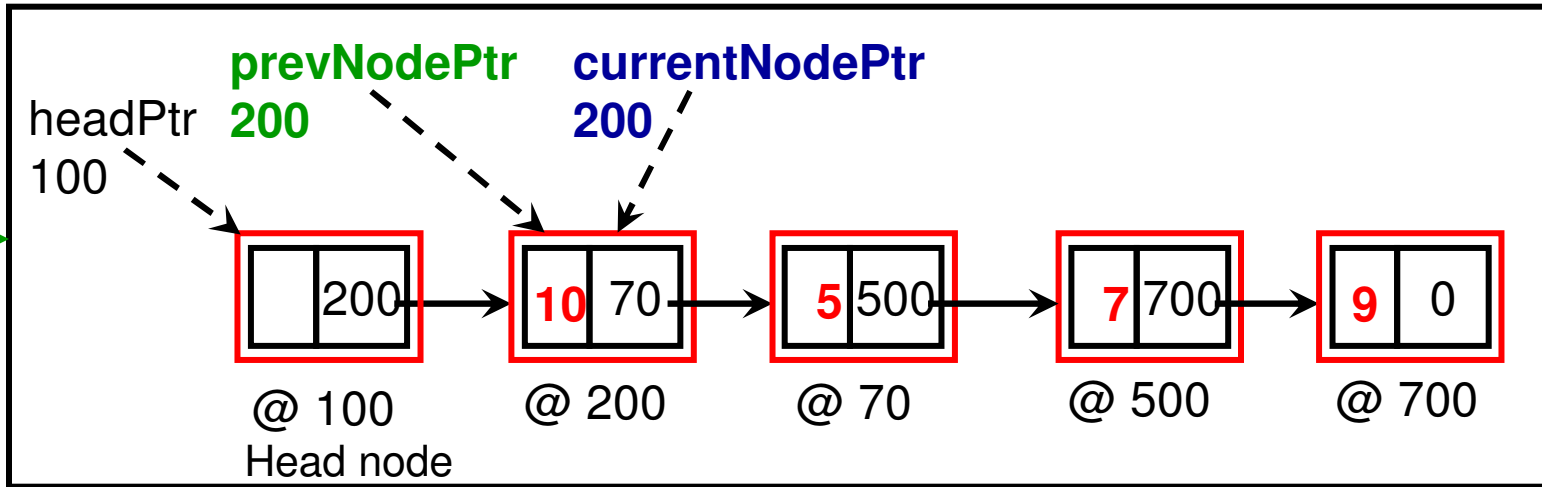 prevNodePtr currentNodePtr
headPtr 200 200
100
200 10 70 5 500 7 700 9 0
@ 100 @ 200 @ 70 @ 500 @ 700
Head node